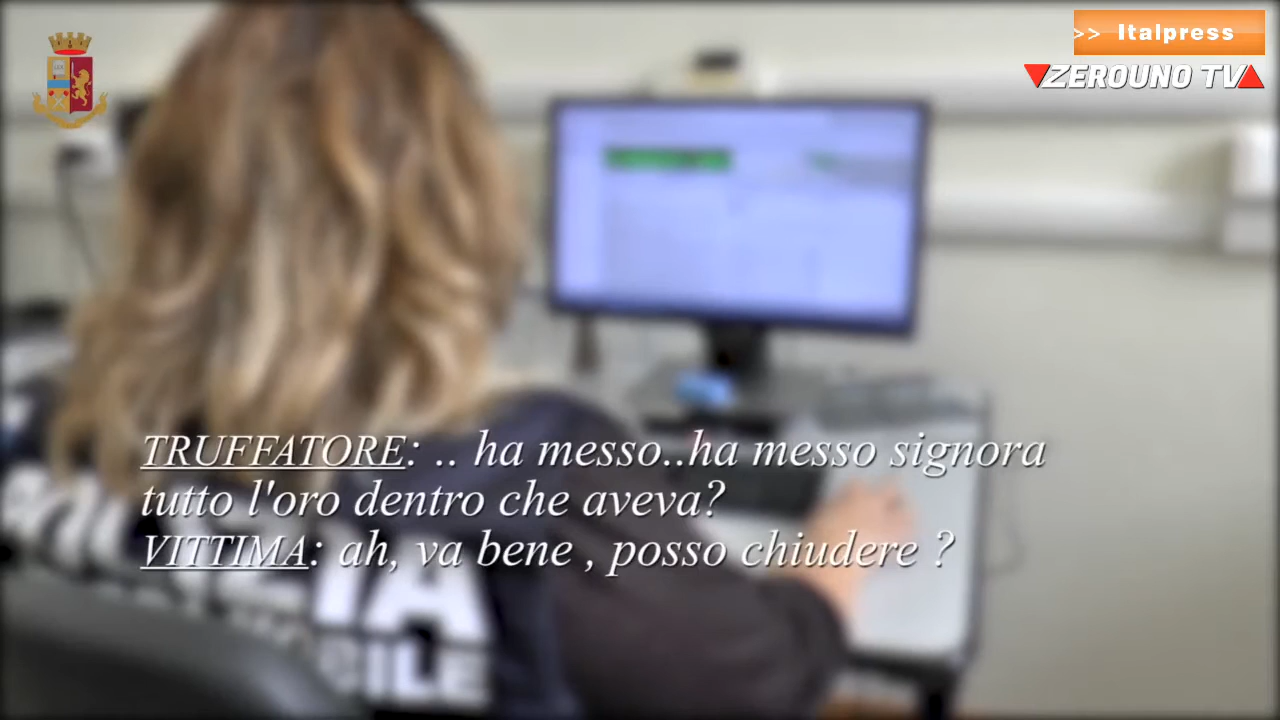 >> Italpress
ZEROUNO TV
TRUFFATORE: .. ha messo..ha messo signora
tutto l'oro dentro che aveva?
VITTIMA: ah, va bene , posso chiudere ?